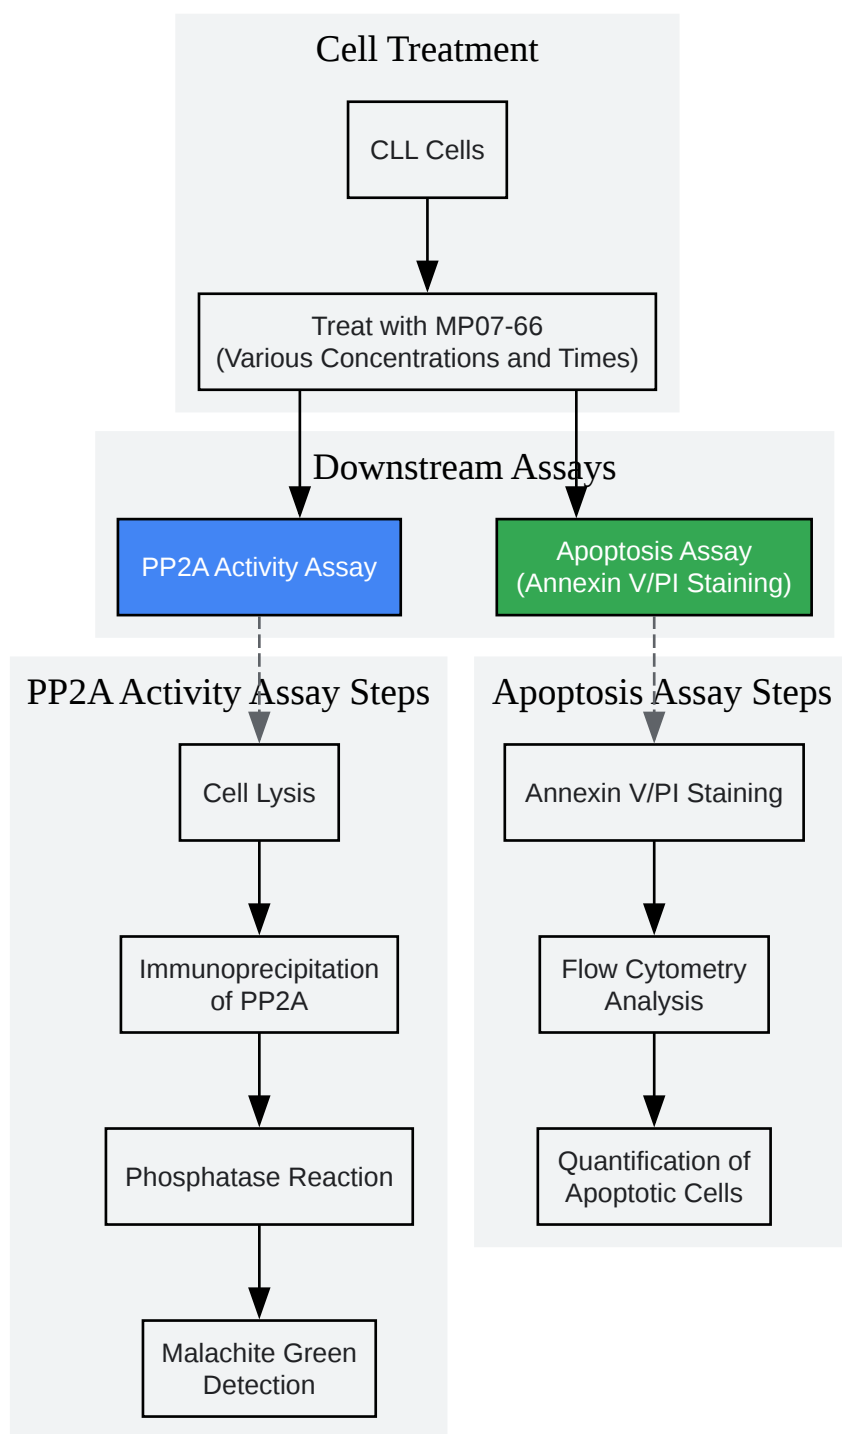 Cell Treatment
CLL Cells
Treat with MP07-66
(Various Concentrations and Times)
Downstream Assays
PP2A Activity Assay
Apoptosis Assay
(Annexin V/PI Staining)
PP2A Activity Assay Steps
Cell Lysis
Immunoprecipitation
of PP2A
Phosphatase Reaction
Malachite Green
Detection
Apoptosis Assay Steps
Annexin V/PI Staining
Flow Cytometry
Analysis
Quantification of
Apoptotic Cells